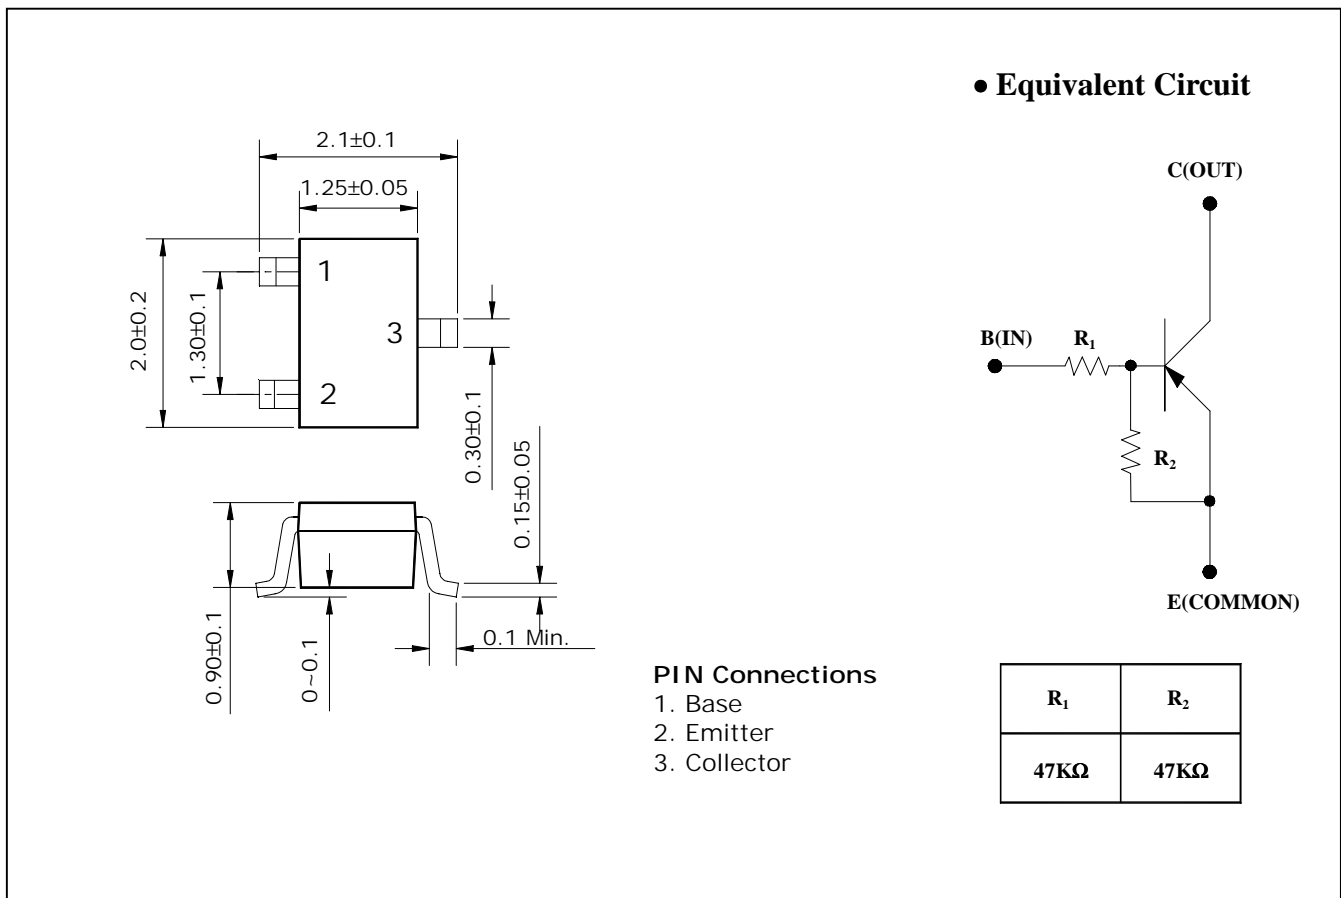 ● Equivalent Circuit
2.1±0.1
1.25±0.05
C(OUT)
1
2.0±0.2
1.30±0.1
3
B(IN)
R₁
2
0.30±0.1
R₂
0.15±0.05
E(COMMON)
0.90±0.1
0~0.1
0.1 Min.
PIN Connections
1. Base
2. Emitter
3. Collector
R₁ R₂
47KΩ 47KΩ